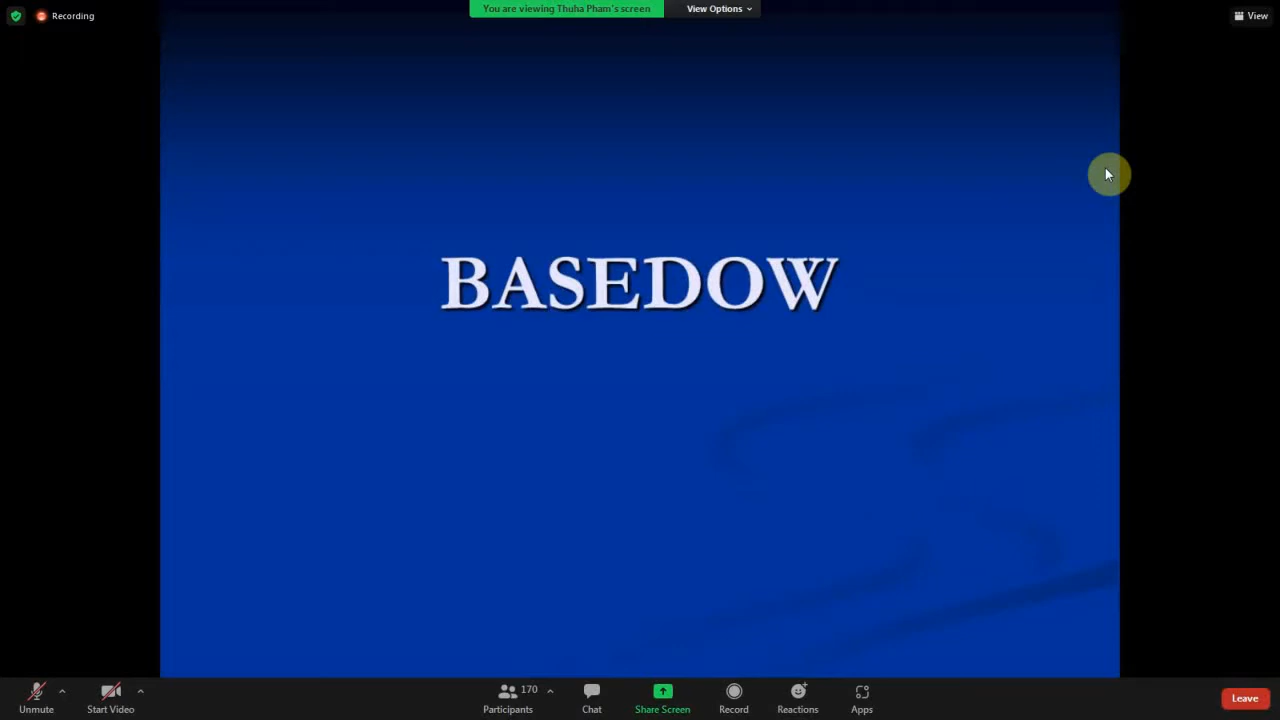 Recording
You are viewing Thuha Pham's screen
View Options
View
BASEDOW
Unmute
Start Video
170
Participants
Chat
Share Screen
Record
Reactions
Apps
Leave